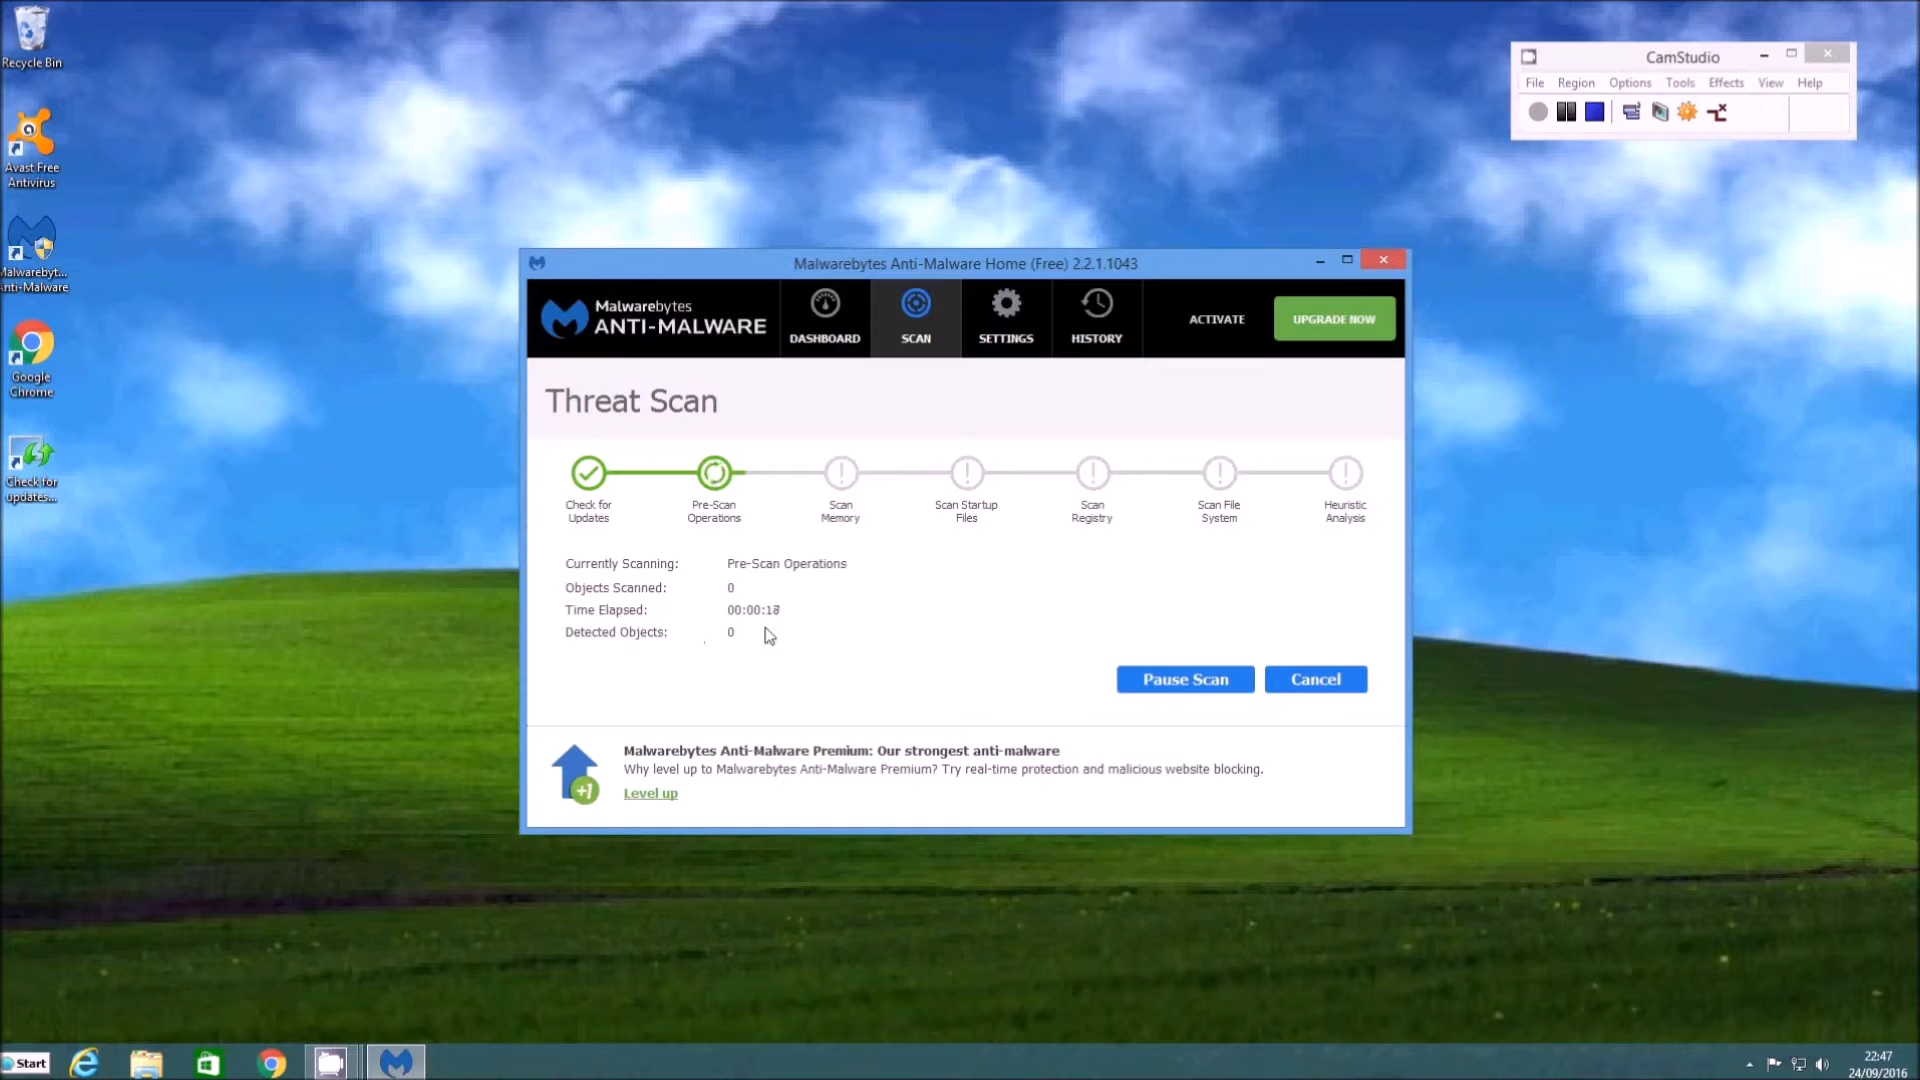 Recycle Bin
Avast Free
Antivirus
Malwarebyt...
Anti-Malware
Google
Chrome
Check for
updates...
CamStudio
File Region Options Tools Effects View Help
Malwarebytes Anti-Malware Home (Free) 2.2.1.1043
Malwarebytes
ANTI-MALWARE
DASHBOARD
SCAN
SETTINGS
HISTORY
ACTIVATE
UPGRADE NOW
Threat Scan
Check for
Updates
Pre-Scan
Operations
Scan
Memory
Scan Startup
Files
Scan
Registry
Scan File
System
Heuristic
Analysis
Currently Scanning: Pre-Scan Operations
Objects Scanned: 0
Time Elapsed:
Detected Objects: 0
Pause Scan
Cancel
Malwarebytes Anti-Malware Premium: Our strongest anti-malware
Why level up to Malwarebytes Anti-Malware Premium? Try real-time protection and malicious website blocking.
+1
Level up
Start
22:47
24/09/2016